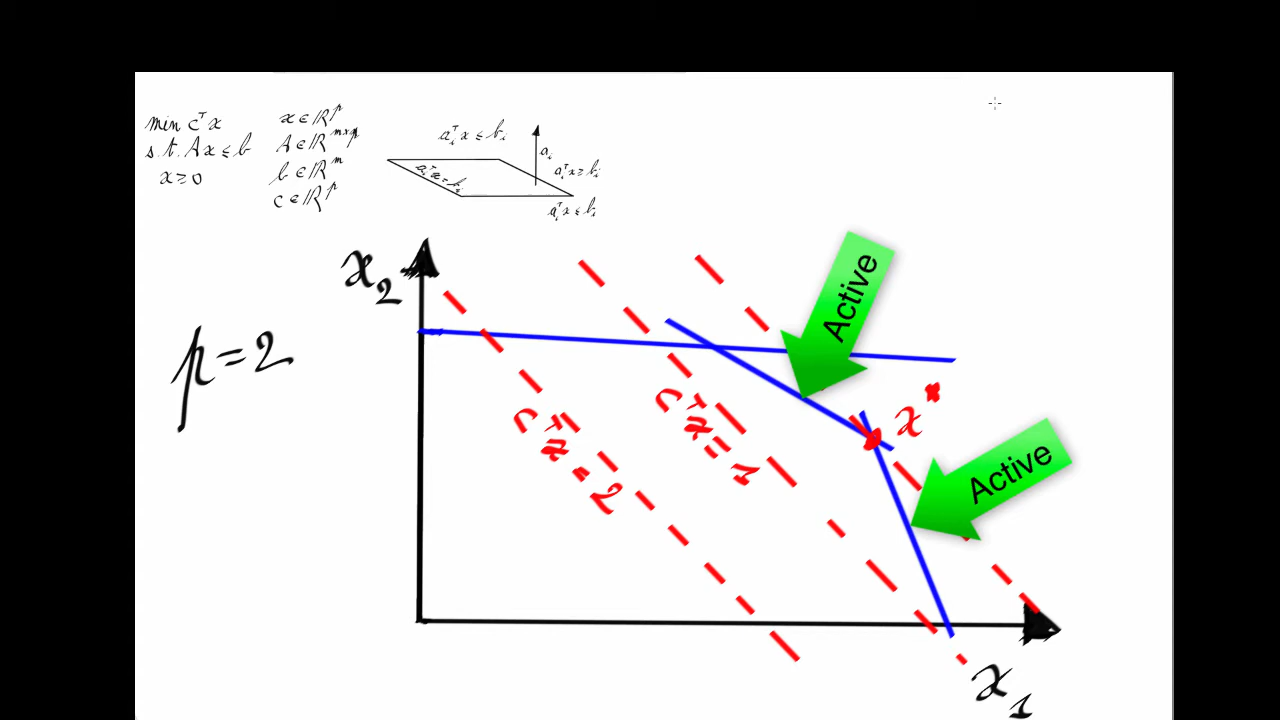 min cᵀx
s.t. Ax ≤ b
x ≥ 0
x ∈ ℝᵖ
A ∈ ℝᵐˣᵖ
b ∈ ℝᵐ
c ∈ ℝᵖ
aᵢᵀx ≤ bᵢ
aᵢ
aᵢᵀx = bᵢ
aᵢᵀx ≥ bᵢ
aᵢᵀx ≤ bᵢ
x₂
p = 2
Active
cᵀx = 2
cᵀx = 1
x*
Active
x₁